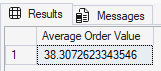 Results Messages
Average Order Value
1 38.3072623343546